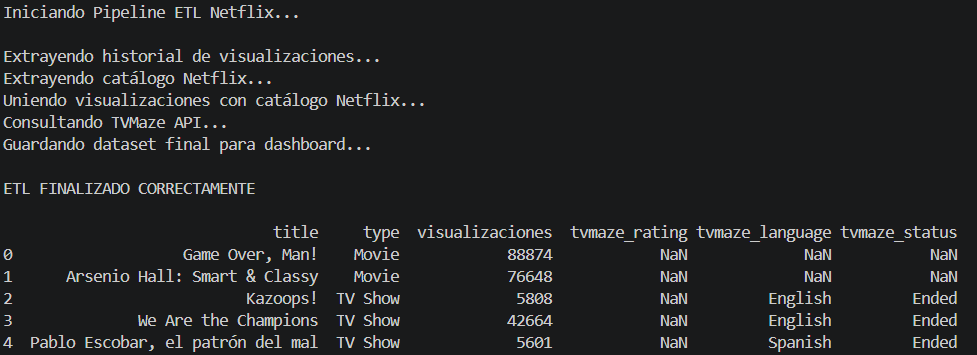 Iniciando Pipeline ETL Netflix...
Extrayendo historial de visualizaciones...
Extrayendo catálogo Netflix...
Uniendo visualizaciones con catálogo Netflix...
Consultando TVMaze API...
Guardando dataset final para dashboard...
ETL FINALIZADO CORRECTAMENTE
title type visualizaciones tvmaze_rating tvmaze_language tvmaze_status
0 Game Over, Man! Movie 88874 NaN NaN NaN
1 Arsenio Hall: Smart & Classy Movie 76648 NaN NaN NaN
2 Kazoops! TV Show 5808 NaN English Ended
3 We Are the Champions TV Show 42664 NaN English Ended
4 Pablo Escobar, el patrón del mal TV Show 5601 NaN Spanish Ended